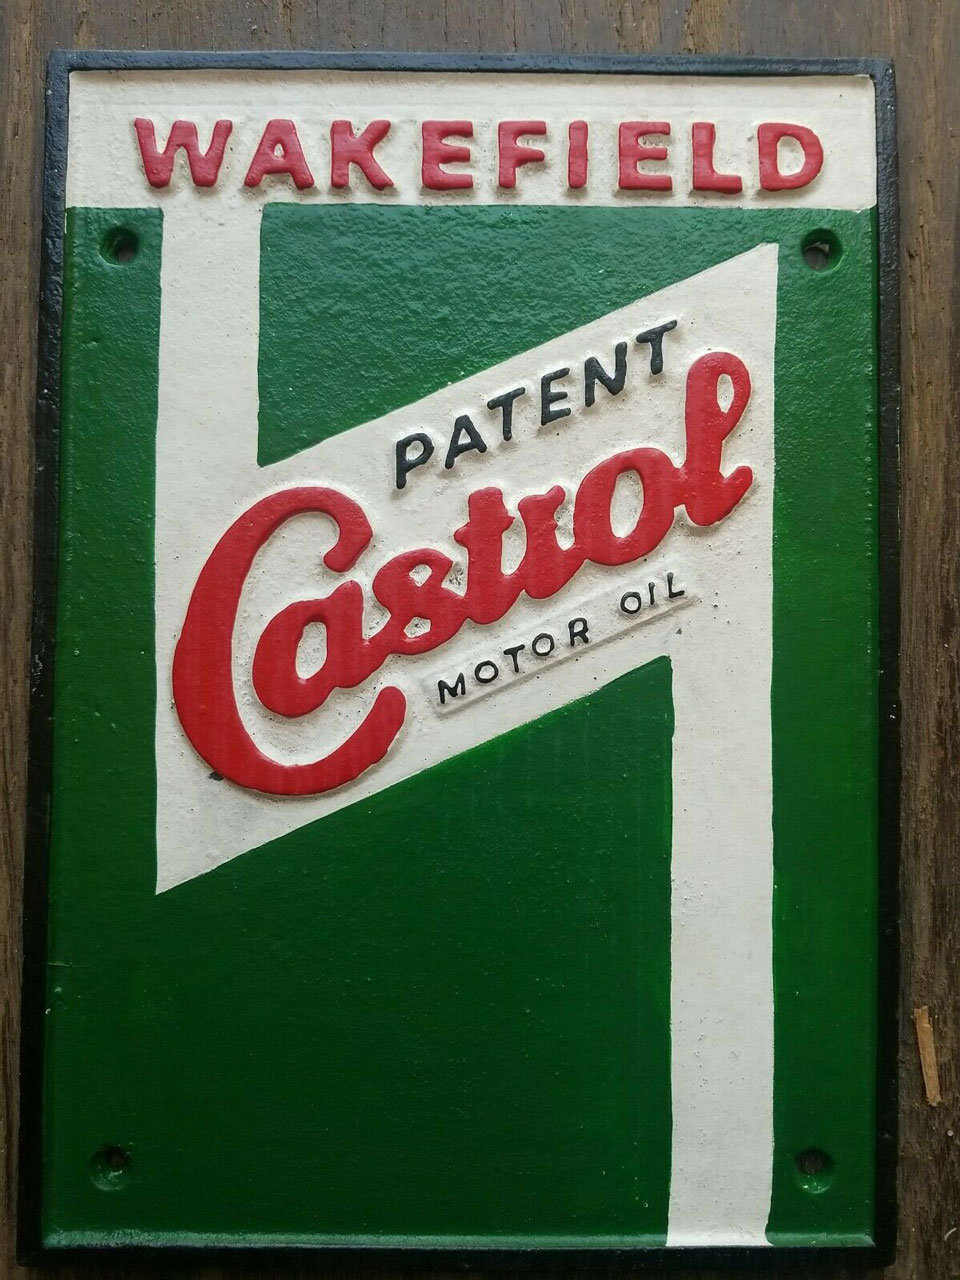 WAKEFIELD
PATENT
Castrol
MOTOR OIL